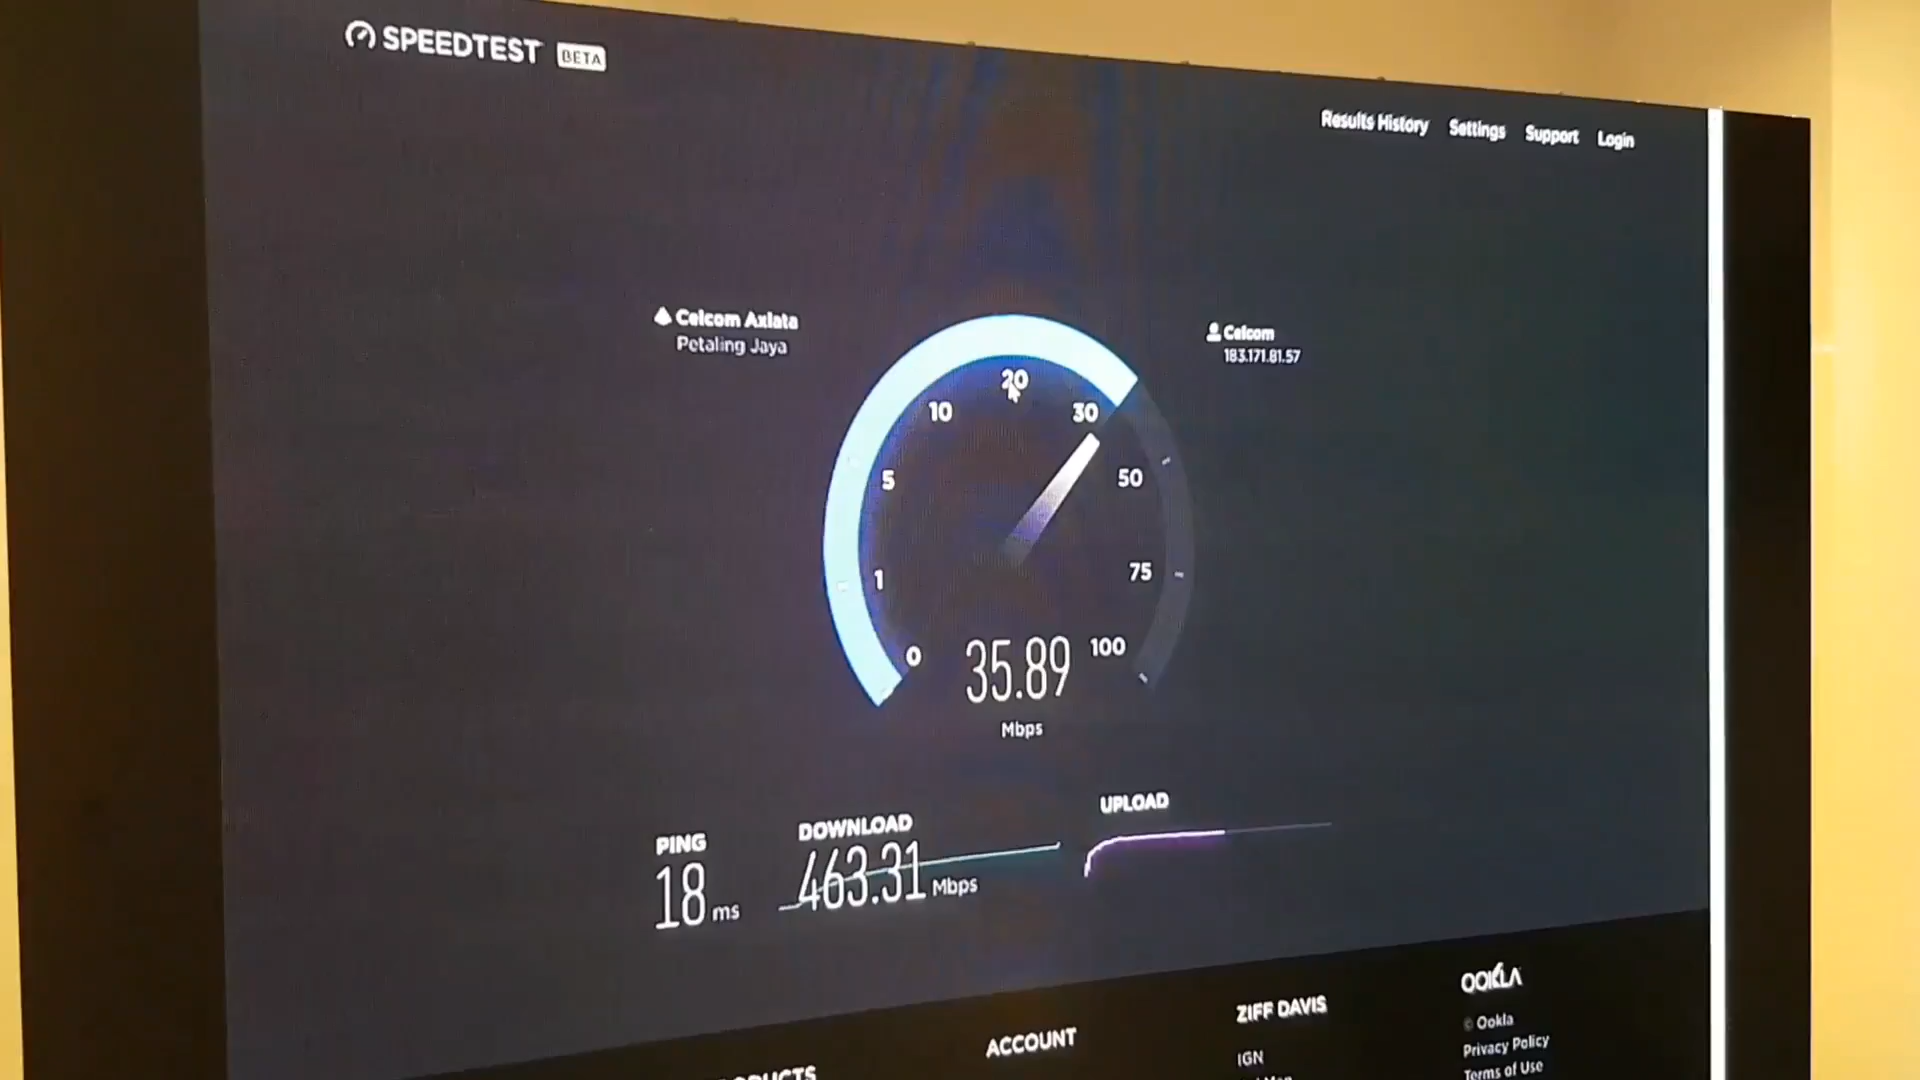 SPEEDTEST BETA
Results History Settings Support Login
Celcom Axiata
Petaling Jaya
Celcom
183.171.81.57
0
1
5
10
20
30
50
75
100
35.89
Mbps
PING
18 ms
DOWNLOAD
463.31 Mbps
UPLOAD
ACCOUNT
ZIFF DAVIS
IGN
OOKLA
© Ookla
Privacy Policy
Terms of Use